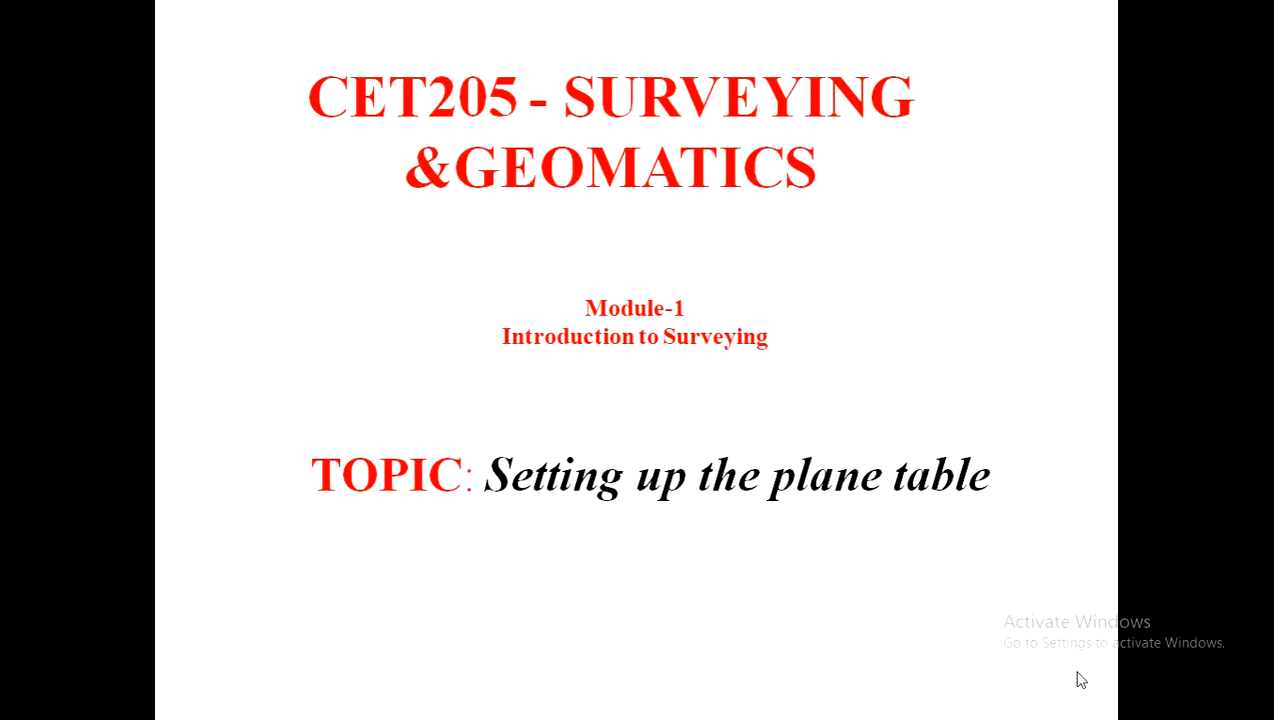 CET205 - SURVEYING
&GEOMATICS
Module-1
Introduction to Surveying
TOPIC: Setting up the plane table
Activate Windows
Go to Settings to activate Windows.